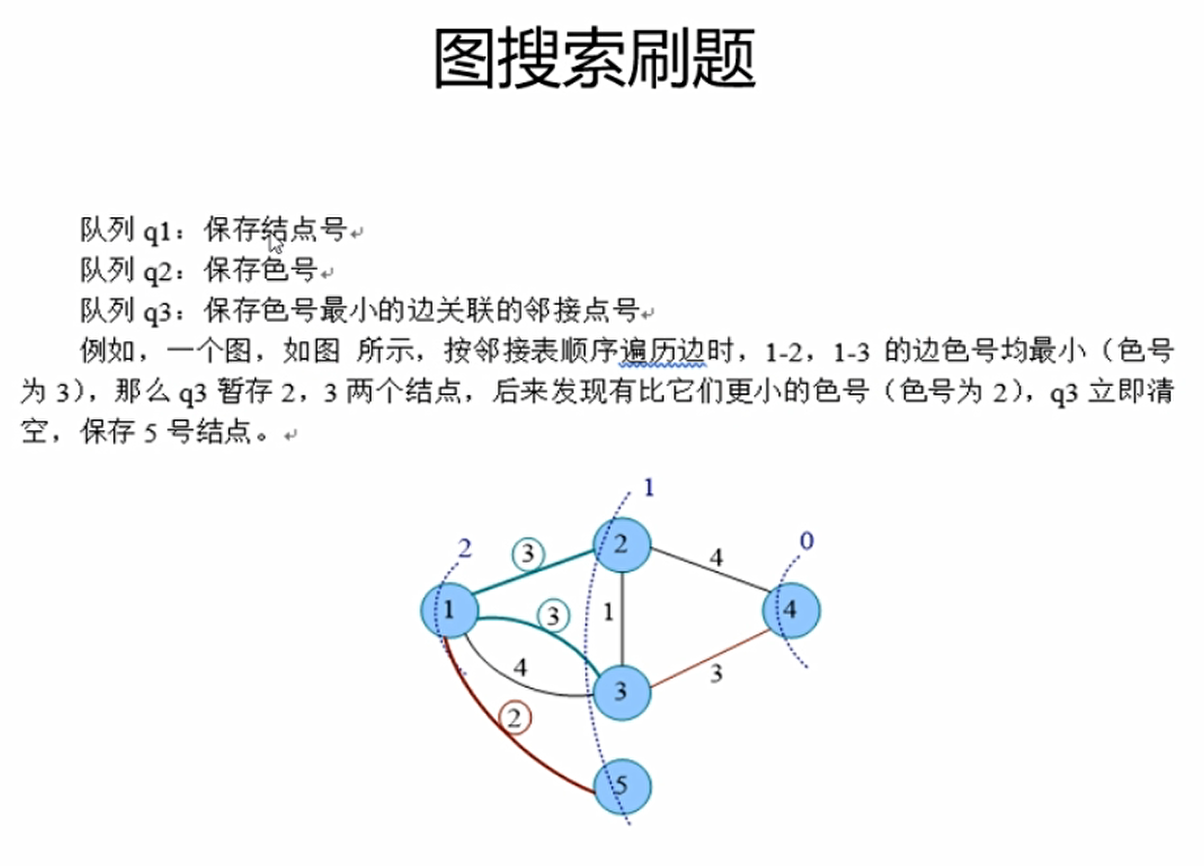 图搜索刷题
队列 q1：保存结点号
队列 q2：保存色号
队列 q3：保存色号最小的边关联的邻接点号
例如，一个图，如图 所示，按邻接表顺序遍历边时，1-2，1-3 的边色号均最小（色号
为 3），那么 q3 暂存 2，3 两个结点，后来发现有比它们更小的色号（色号为 2），q3 立即清
空，保存 5 号结点。
1
2
3
2
4
0
1
3
1
4
4
3
3
2
5